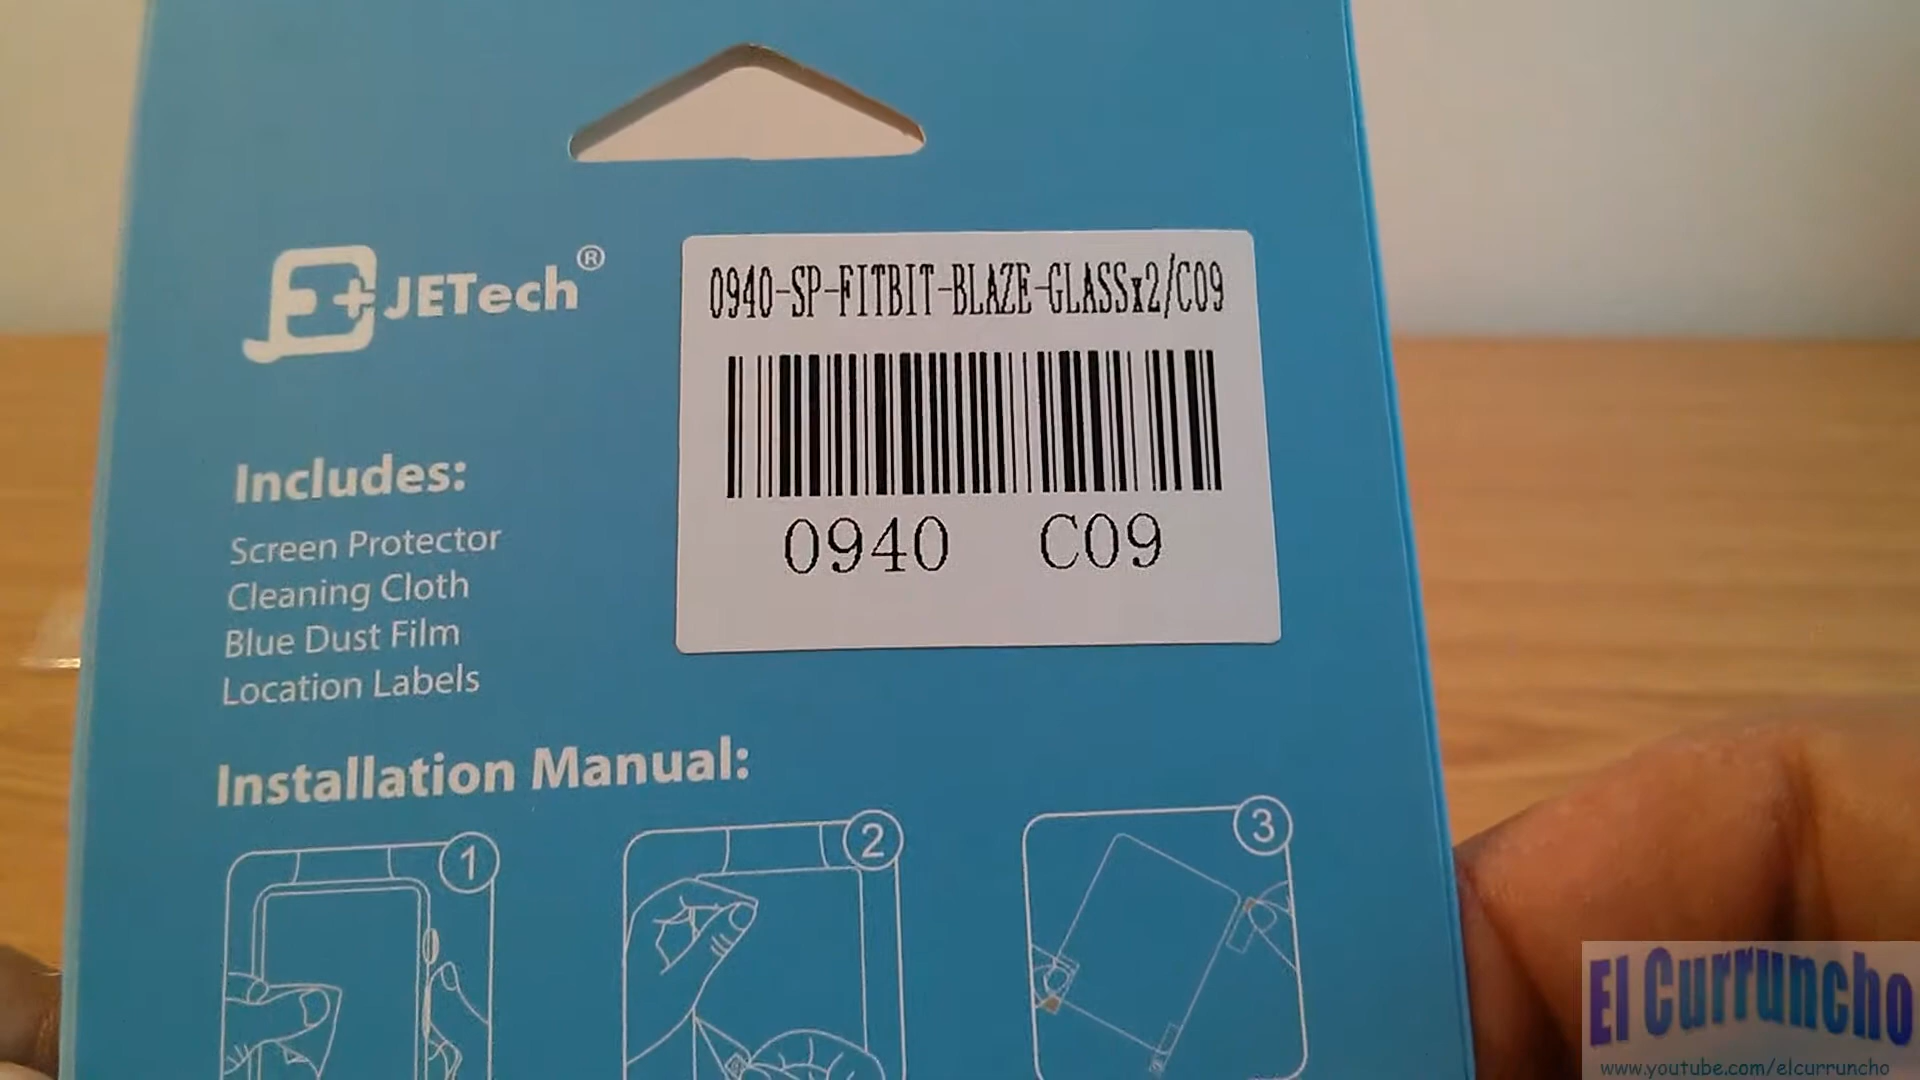 JETech®
0940-SP-FITBIT-BLAZE-GLASSx2/C09
0940 C09
Includes:
Screen Protector
Cleaning Cloth
Blue Dust Film
Location Labels
Installation Manual:
1
2
3
El Curruncho
www.youtube.com/elcurruncho